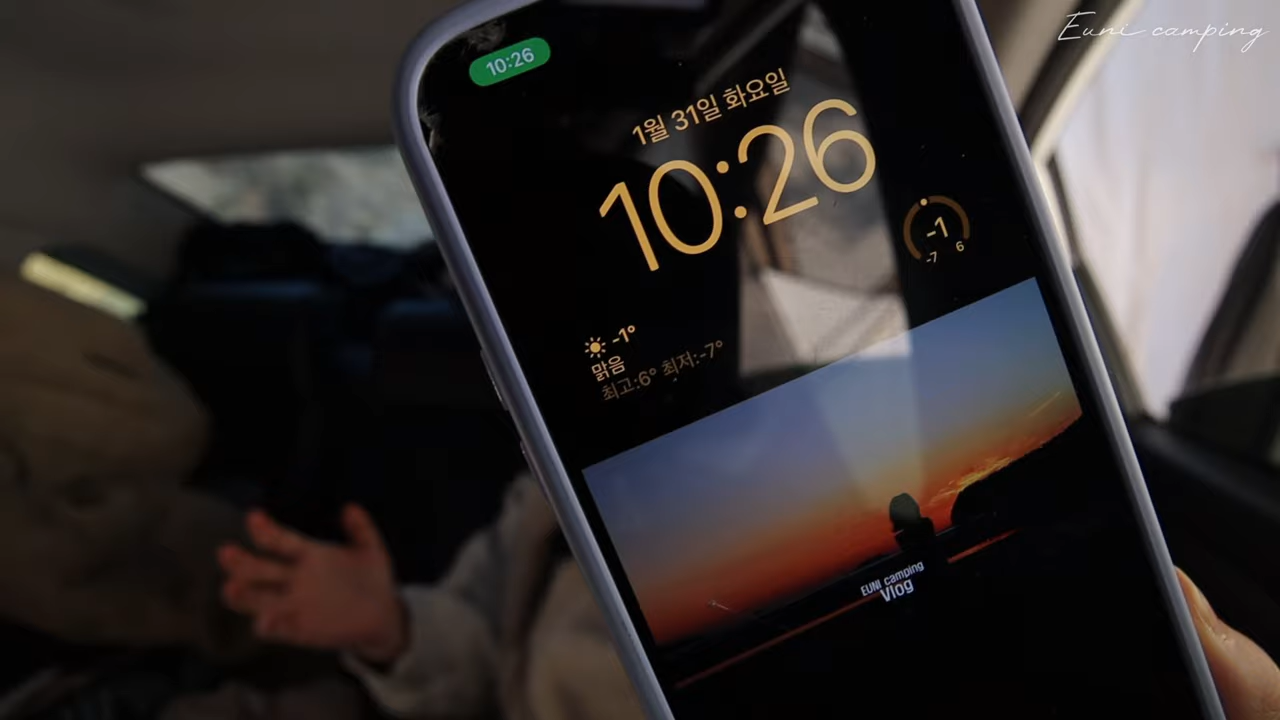 Euni camping
10:26
1월 31일 화요일
10:26
-1
-7 6
-1°
맑음
최고:6° 최저:-7°
EUNI camping
Vlog